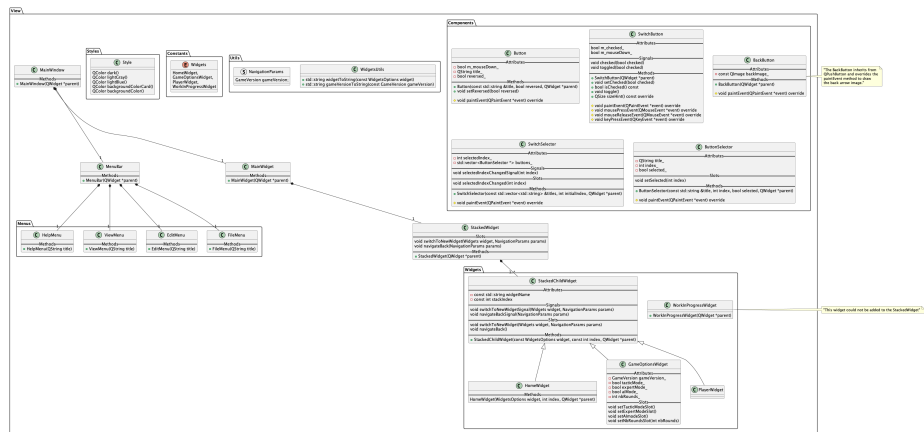 View
MainWindow
Methods
MainWindow(QWidget *parent)
Styles
Style
QColor dark()
QColor lightGray()
QColor lightBlue()
QColor backgroundColorCard()
QColor backgroundColor()
Constants
Widgets
HomeWidget,
GameOptionsWidget,
PlayerWidget,
WorkInProgressWidget
Utils
NavigationParams
GameVersion gameVersion
WidgetsUtils
std::string widgetToString(const WidgetsOptions widget)
std::string gameVersionToString(const GameVersion gameVersion)
Components
Button
Attributes
bool m_mouseDown_
QString title_
bool reversed_
Methods
Button(const std::string &title, bool reversed, QWidget *parent)
void setReversed(bool reversed)
void paintEvent(QPaintEvent *event) override
SwitchButton
Attributes
bool m_checked_
bool m_mouseDown_
Signals
void checked(bool checked)
void toggled(bool checked)
Methods
SwitchButton(QWidget *parent)
void setChecked(bool checked)
bool isChecked() const
void toggle()
QSize sizeHint() const override
void paintEvent(QPaintEvent *event) override
void mousePressEvent(QMouseEvent *event) override
void mouseReleaseEvent(QMouseEvent *event) override
void keyPressEvent(QKeyEvent *event) override
BackButton
Attributes
const QImage backImage_
Methods
BackButton(QWidget *parent)
void paintEvent(QPaintEvent *event) override
"The BackButton inherits from
QPushButton and overrides the
paintEvent method to draw
the back arrow image."
SwitchSelector
Attributes
int selectedIndex_
std::vector<ButtonSelector *> buttons_
Signals
void selectedIndexChangedSignal(int index)
Slots
void selectedIndexChanged(int index)
Methods
SwitchSelector(const std::vector<std::string> &titles, int initialIndex, QWidget *parent)
void paintEvent(QPaintEvent *event) override
ButtonSelector
Attributes
QString title_
int index_
bool selected_
Slots
void setSelected(int index)
Methods
ButtonSelector(const std::string &title, int index, bool selected, QWidget *parent)
void paintEvent(QPaintEvent *event) override
MenuBar
Methods
MenuBar(QWidget *parent)
MainWidget
Methods
MainWidget(QWidget *parent)
Menus
HelpMenu
Methods
HelpMenu(QString title)
ViewMenu
Methods
ViewMenu(QString title)
EditMenu
Methods
EditMenu(QString title)
FileMenu
Methods
FileMenu(QString title)
StackedWidget
Slots
void switchToNewWidget(Widgets widget, NavigationParams params)
void navigateBack(NavigationParams params)
Methods
StackedWidget(QWidget *parent)
Widgets
StackedChildWidget
Attributes
const std::string widgetName
const int stackIndex
Signals
void switchToNewWidgetSignal(Widgets widget, NavigationParams params)
void navigateBackSignal(NavigationParams params)
Slots
void switchToNewWidget(Widgets widget, NavigationParams params)
void navigateBack()
Methods
StackedChildWidget(const WidgetsOptions widget, const int index, QWidget *parent)
WorkInProgressWidget
Methods
WorkInProgressWidget(QWidget *parent)
"This widget could not be added to the StackedWidget"
HomeWidget
Methods
HomeWidget(WidgetsOptions widget, int index, QWidget *parent)
GameOptionsWidget
Attributes
GameVersion gameVersion_
bool tacticMode_
bool expertMode_
bool aiMode_
int nbRounds_
Slots
void setTacticModeSlot()
void setExpertModeSlot()
void setAimodeSlot()
void setNbRoundsSlot(int nbRounds)
PlayerWidget